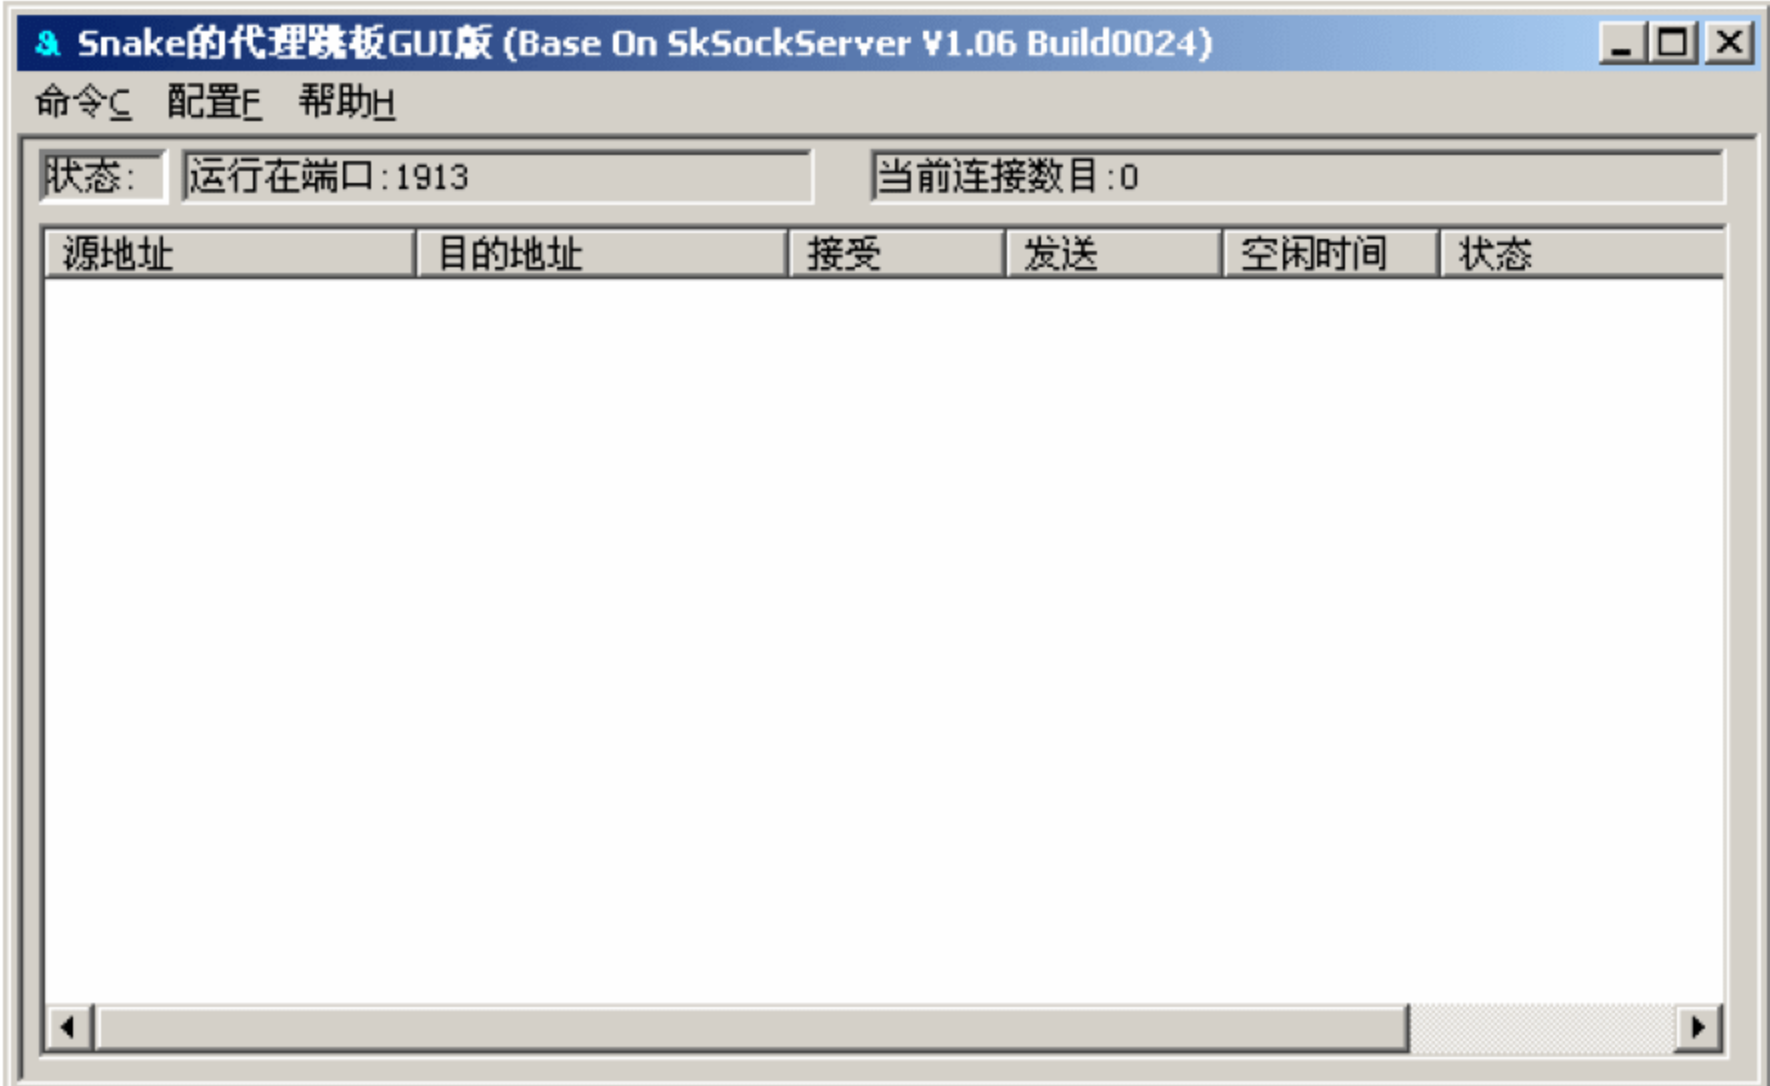 Snake的代理跳板GUI版 (Base On SkSockServer V1.06 Build0024)
命令C 配置F 帮助H
状态: 运行在端口:1913 当前连接数目:0
源地址 目的地址 接受 发送 空闲时间 状态